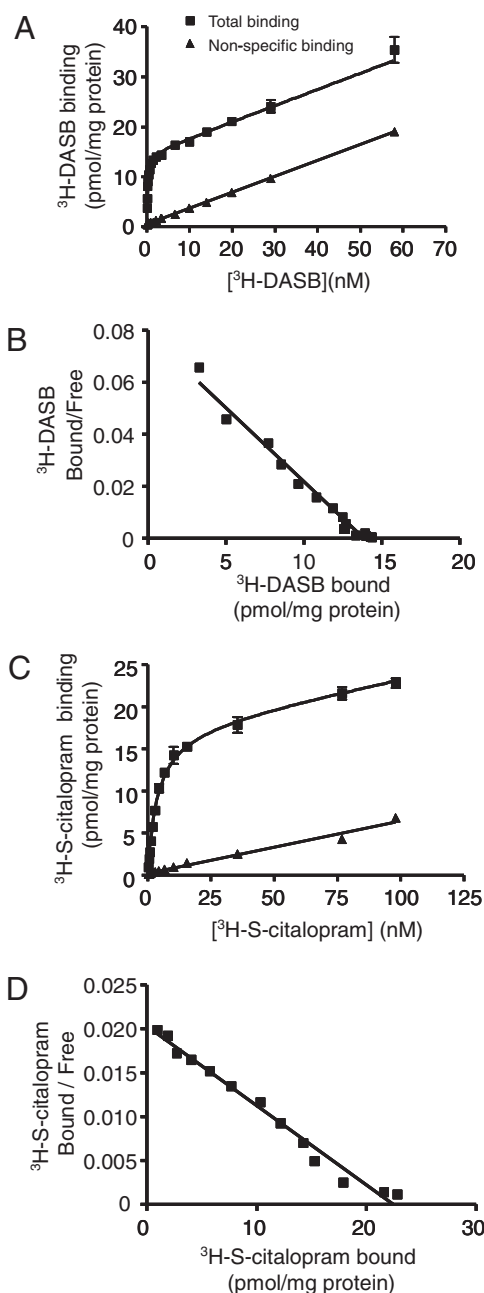 A
Total binding
Non-specific binding
³H-DASB binding
(pmol/mg protein)
40
30
20
10
0
0 10 20 30 40 50 60 70
[³H-DASB](nM)
B
³H-DASB
Bound/Free
0.08
0.06
0.04
0.02
0
0 5 10 15 20
³H-DASB bound
(pmol/mg protein)
C
³H-S-citalopram binding
(pmol/mg protein)
25
20
15
10
5
0
0 25 50 75 100 125
[³H-S-citalopram] (nM)
D
³H-S-citalopram
Bound / Free
0.025
0.020
0.015
0.010
0.005
0
0 10 20 30
³H-S-citalopram bound
(pmol/mg protein)